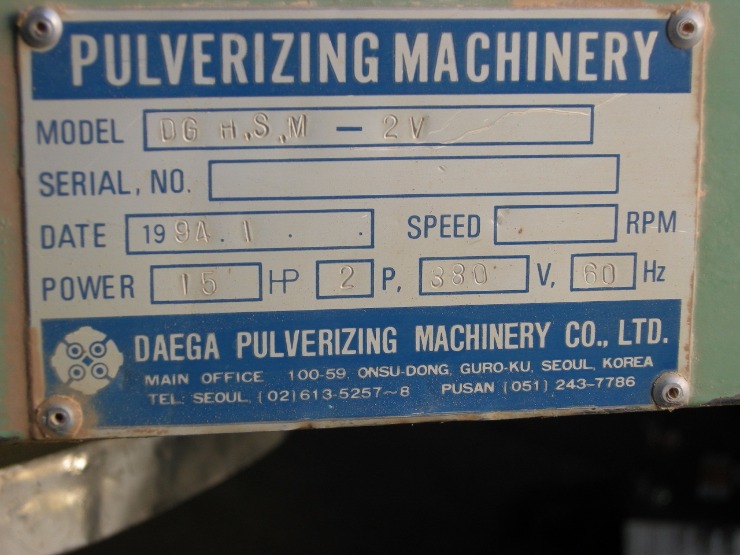 PULVERIZING MACHINERY
MODEL DG H.S.M - 2V
SERIAL, NO.
DATE 1994.1 . . SPEED RPM
POWER 15 HP 2 P, 380 V, 60 Hz
DAEGA PULVERIZING MACHINERY CO., LTD.
MAIN OFFICE 100-59, ONSU-DONG, GURO-KU, SEOUL, KOREA
TEL: SEOUL, (02)613-5257~8 PUSAN (051) 243-7786